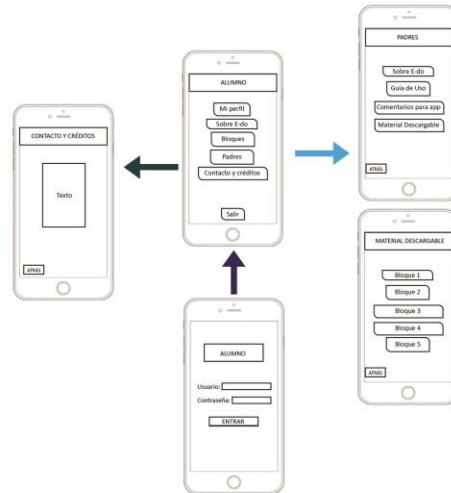 CONTACTO Y CRÉDITOS
Texto
ATRÁS
ALUMNO
Mi perfil
Sobre E-do
Bloques
Padres
Contacto y créditos
Salir
PADRES
Sobre E-do
Guía de Uso
Comentarios para app
Material Descargable
ATRÁS
MATERIAL DESCARGABLE
Bloque 1
Bloque 2
Bloque 3
Bloque 4
Bloque 5
ATRÁS
ALUMNO
Usuario:
Contraseña:
ENTRAR